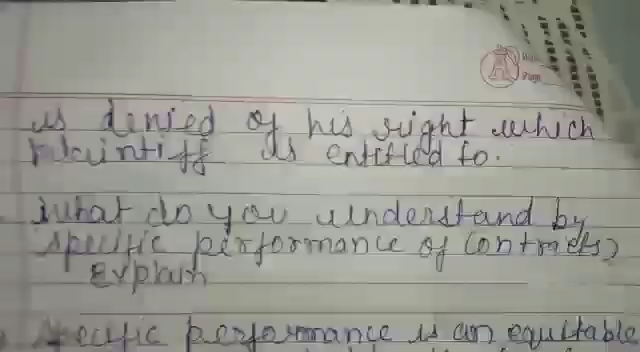 is denied of his right which
plaintiff is entitled to.
What do you understand by
specific performance of Contracts?
Explain
Specific performance is an equitable